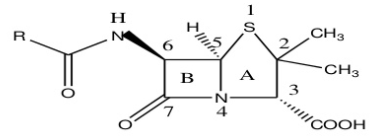 H S 1
R N 6 H 5 2 CH₃
B A CH₃
O O 7 N 4 3 COOH